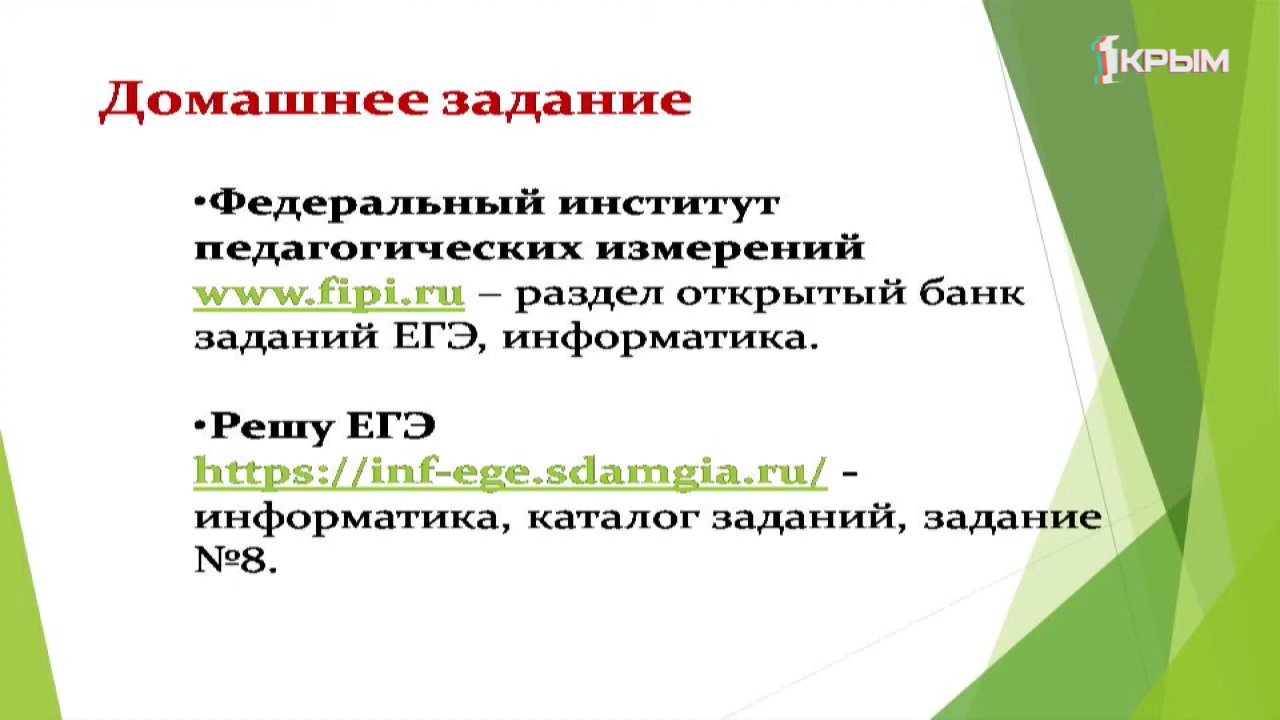 1КРЫМ
Домашнее задание
•Федеральный институт
педагогических измерений
www.fipi.ru – раздел открытый банк
заданий ЕГЭ, информатика.
•Решу ЕГЭ
https://inf-ege.sdamgia.ru/ -
информатика, каталог заданий, задание
№8.